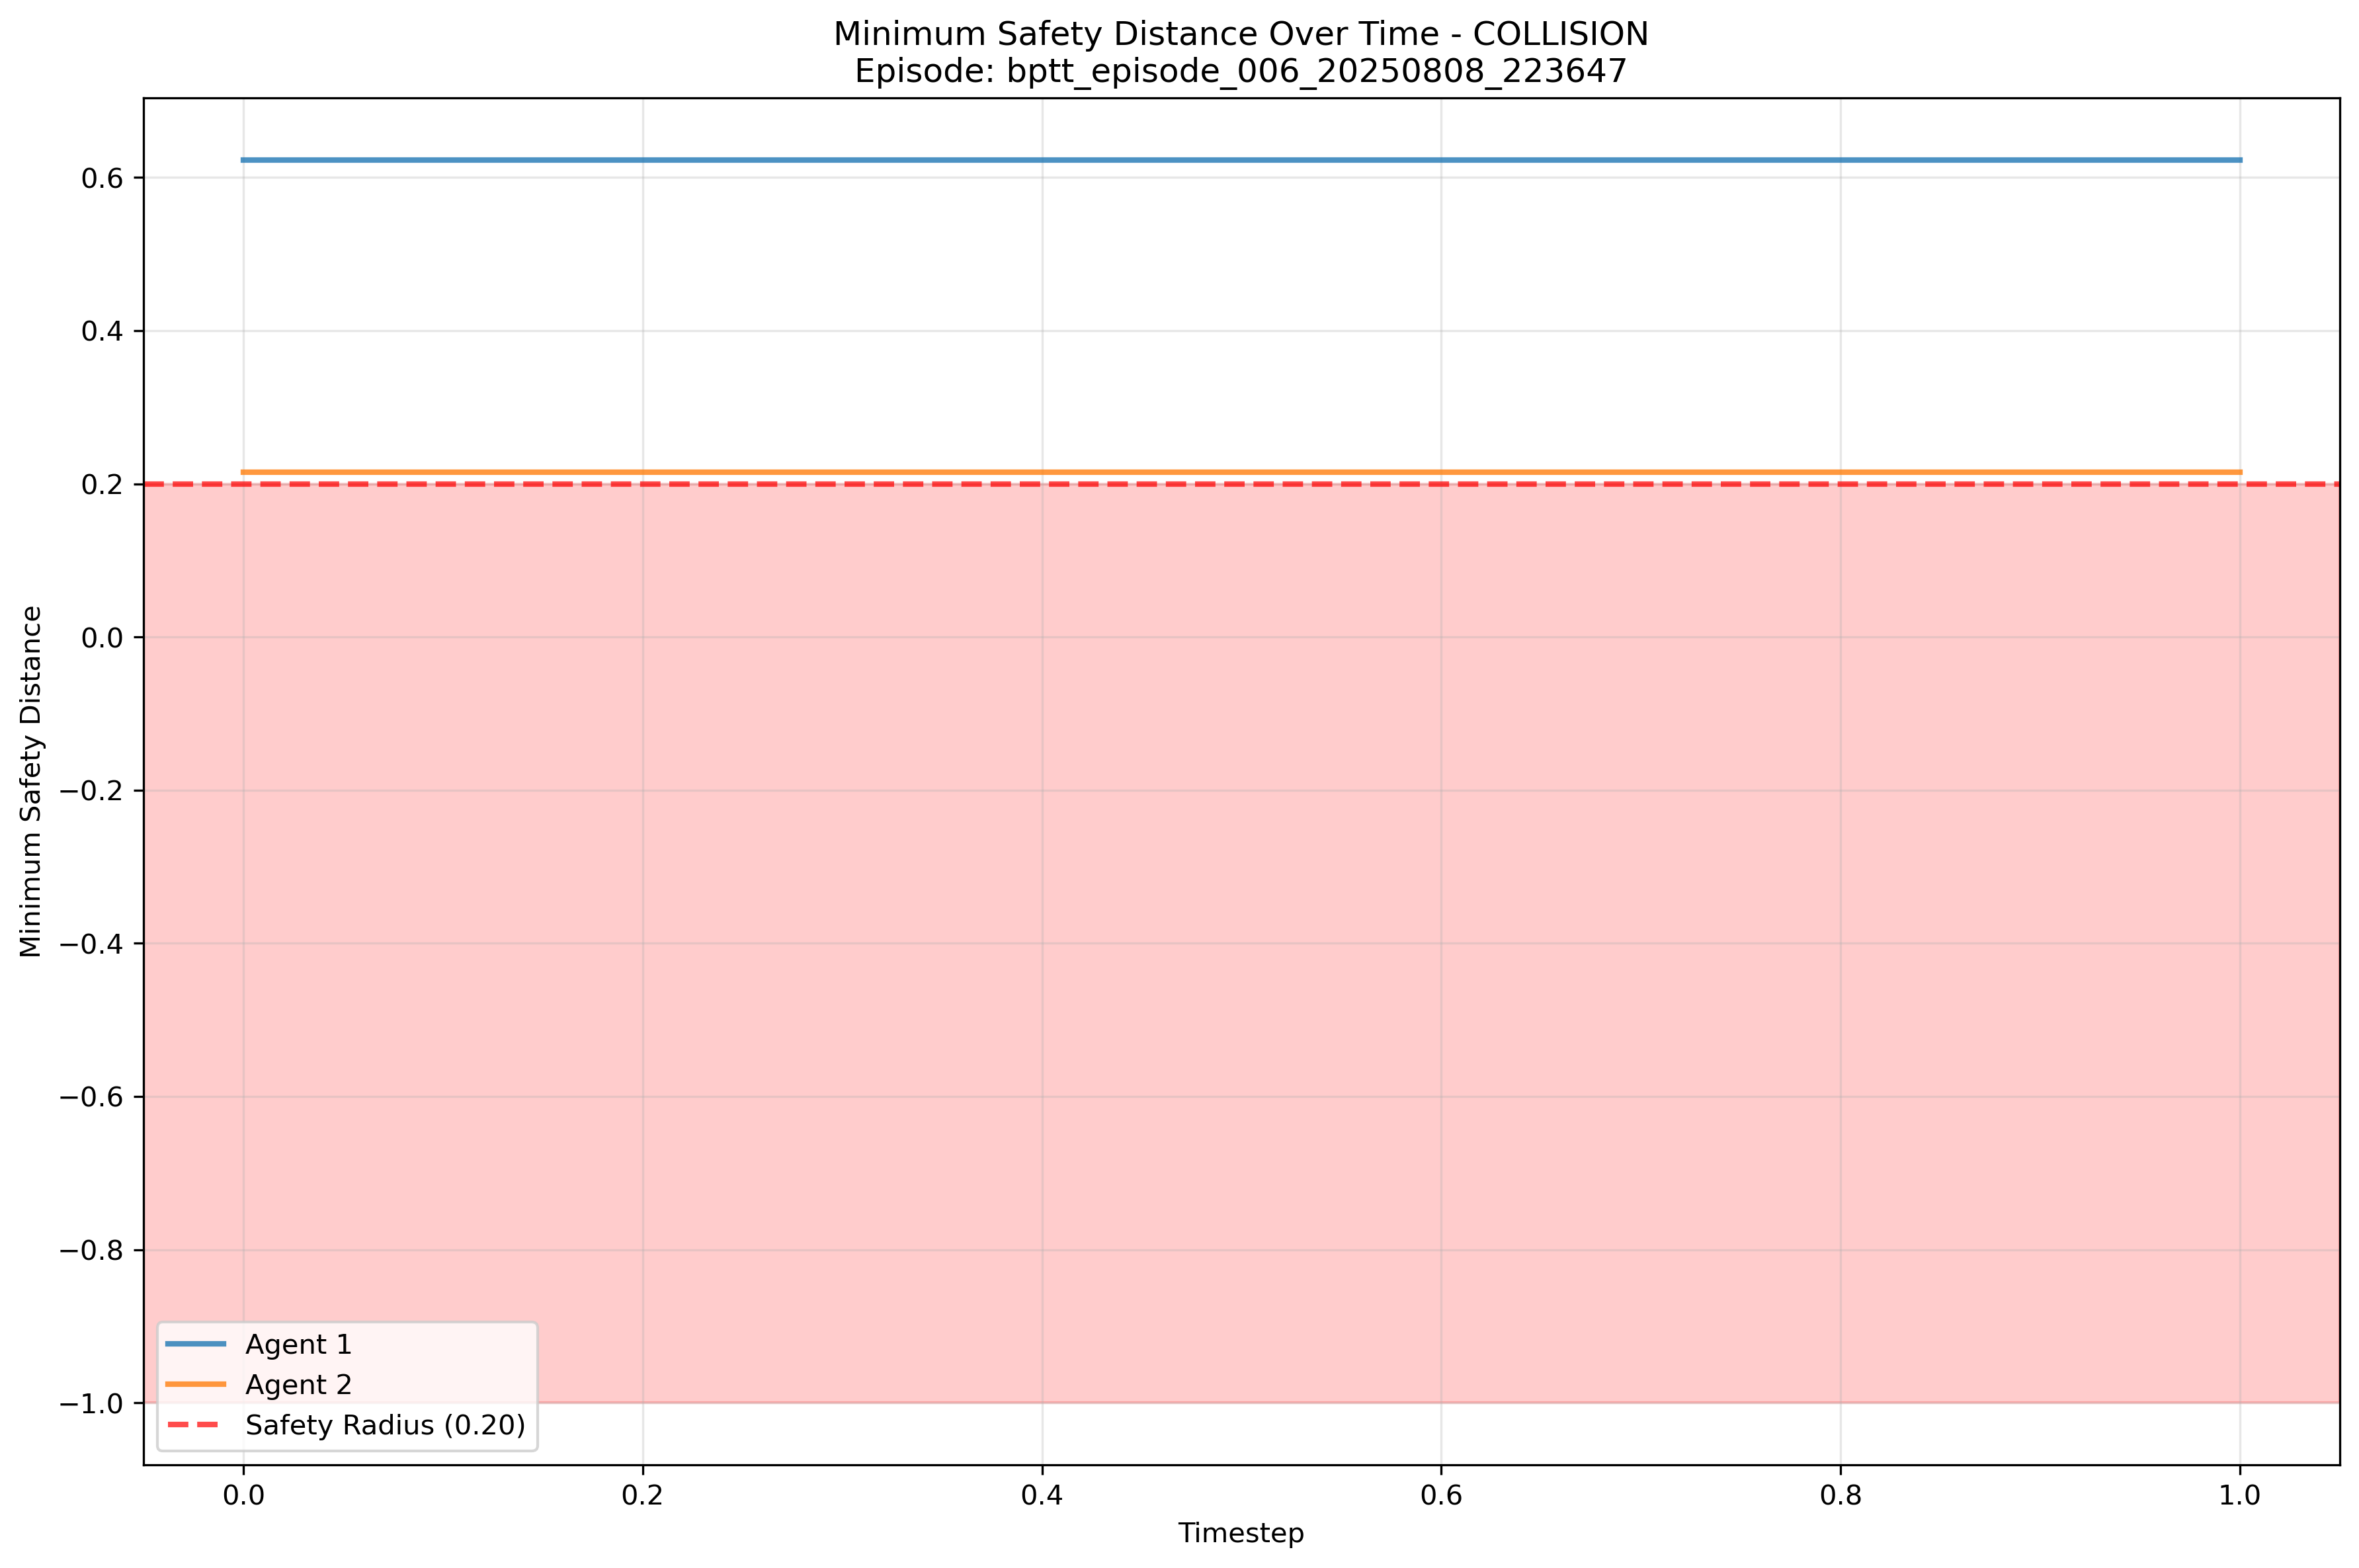 Minimum Safety Distance Over Time - COLLISION
Episode: bptt_episode_006_20250808_223647
Minimum Safety Distance
0.6
0.4
0.2
0.0
−0.2
−0.4
−0.6
−0.8
−1.0
Agent 1
Agent 2
Safety Radius (0.20)
0.0 0.2 0.4 0.6 0.8 1.0
Timestep